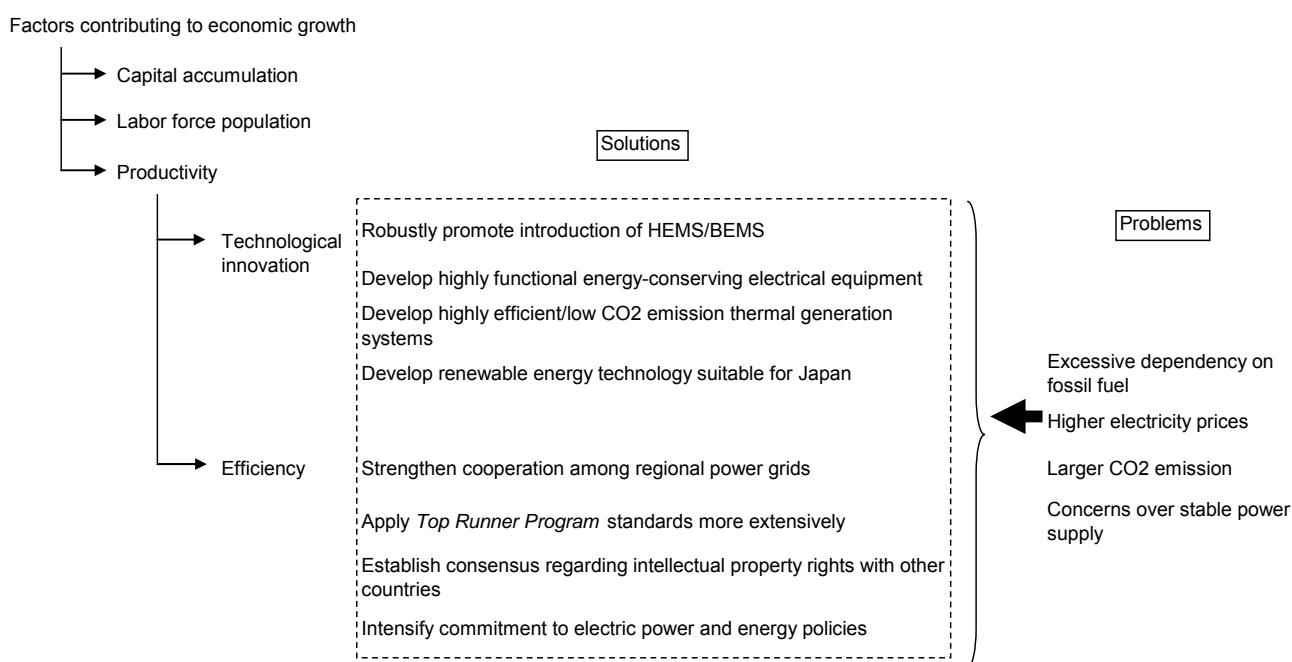 Factors contributing to economic growth
Capital accumulation
Labor force population
Productivity
Solutions
Problems
Technological
innovation
Robustly promote introduction of HEMS/BEMS
Develop highly functional energy-conserving electrical equipment
Develop highly efficient/low CO2 emission thermal generation
systems
Develop renewable energy technology suitable for Japan
Efficiency
Strengthen cooperation among regional power grids
Apply Top Runner Program standards more extensively
Establish consensus regarding intellectual property rights with other
countries
Intensify commitment to electric power and energy policies
Excessive dependency on
fossil fuel
Higher electricity prices
Larger CO2 emission
Concerns over stable power
supply